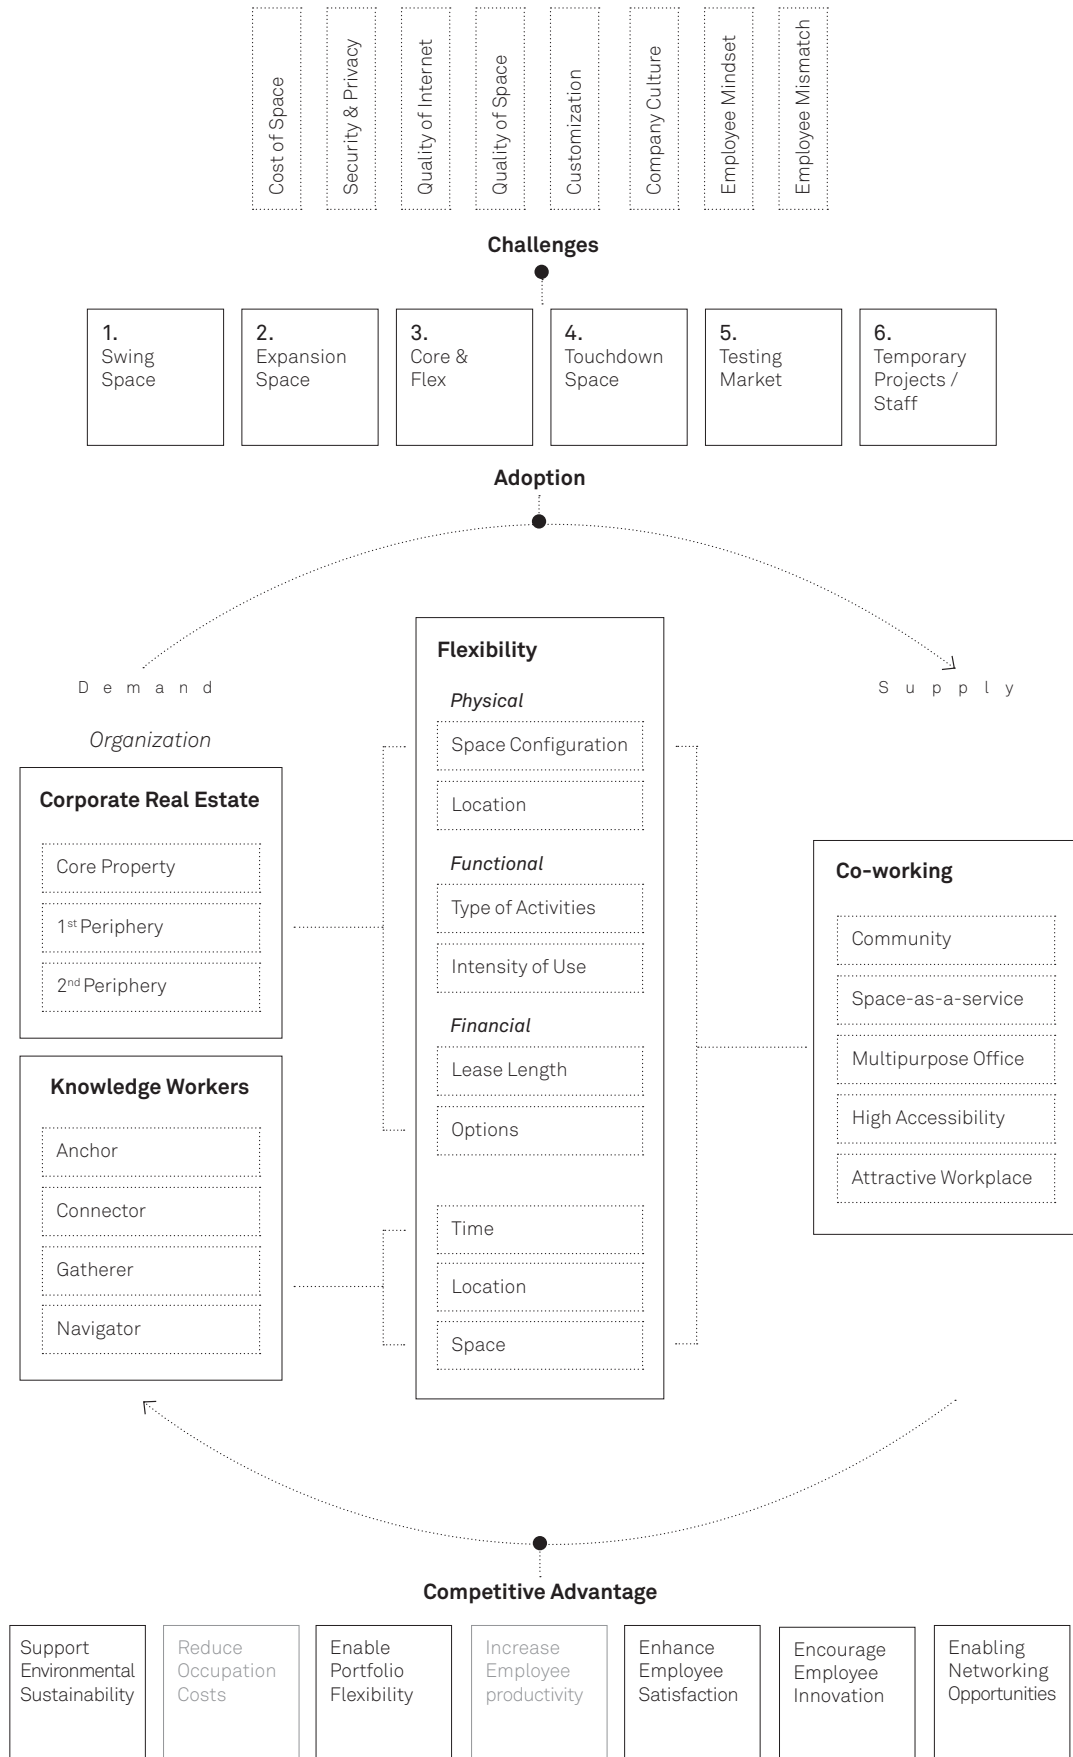 Cost of Space
Security & Privacy
Quality of Internet
Quality of Space
Customization
Company Culture
Employee Mindset
Employee Mismatch
Challenges
1.
Swing
Space
2.
Expansion
Space
3.
Core &
Flex
4.
Touchdown
Space
5.
Testing
Market
6.
Temporary
Projects /
Staff
Adoption
Demand
Supply
Organization
Corporate Real Estate
Core Property
1st Periphery
2nd Periphery
Knowledge Workers
Anchor
Connector
Gatherer
Navigator
Flexibility
Physical
Space Configuration
Location
Functional
Type of Activities
Intensity of Use
Financial
Lease Length
Options
Time
Location
Space
Co-working
Community
Space-as-a-service
Multipurpose Office
High Accessibility
Attractive Workplace
Competitive Advantage
Support
Environmental
Sustainability
Reduce
Occupation
Costs
Enable
Portfolio
Flexibility
Increase
Employee
productivity
Enhance
Employee
Satisfaction
Encourage
Employee
Innovation
Enabling
Networking
Opportunities